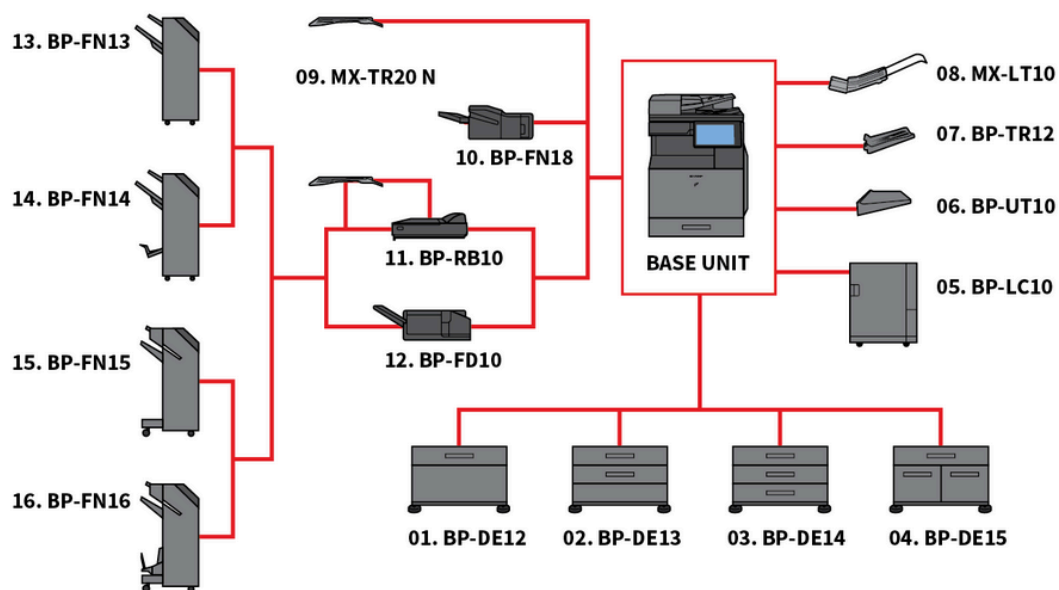 13. BP-FN13
09. MX-TR20 N
08. MX-LT10
07. BP-TR12
10. BP-FN18
14. BP-FN14
06. BP-UT10
11. BP-RB10
BASE UNIT
05. BP-LC10
15. BP-FN15
12. BP-FD10
16. BP-FN16
01. BP-DE12
02. BP-DE13
03. BP-DE14
04. BP-DE15